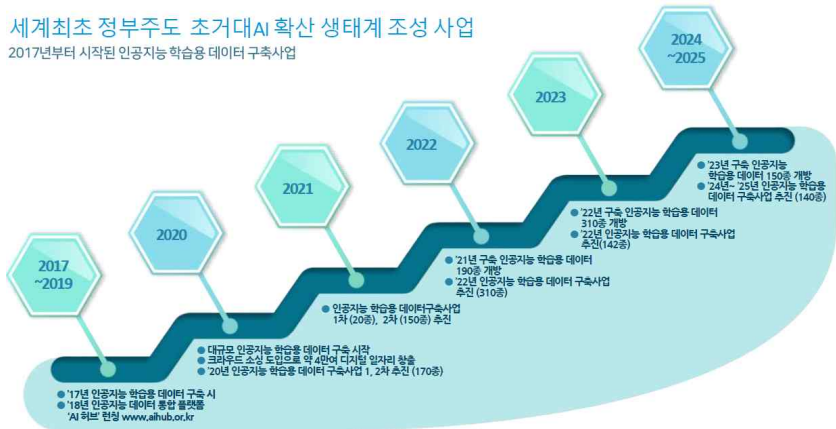 세계최초 정부주도 초거대AI 확산 생태계 조성 사업
2017년부터 시작된 인공지능 학습용 데이터 구축사업
2017
~2019
● '17년 인공지능 학습용 데이터 구축 시
● '18년 인공지능 데이터 통합 플랫폼
'AI 허브' 런칭 www.aihub.or.kr
2020
● 대규모 인공지능 학습용 데이터 구축 시작
● 크라우드 소싱 도입으로 약 4만여 디지털 일자리 창출
● '20년 인공지능 학습용 데이터 구축사업 1, 2차 추진 (170종)
2021
● 인공지능 학습용 데이터구축사업
1차 (20종), 2차 (150종) 추진
2022
● '21년 구축 인공지능 학습용 데이터
190종 개방
● '22년 인공지능 학습용 데이터 구축사업
추진 (310종)
2023
● '22년 구축 인공지능 학습용 데이터
310종 개방
● '22년 인공지능 학습용 데이터 구축사업
추진(142종)
2024
~2025
● '23년 구축 인공지능
학습용 데이터 150종 개방
● '24년~ '25년 인공지능 학습용
데이터 구축사업 추진 (140종)